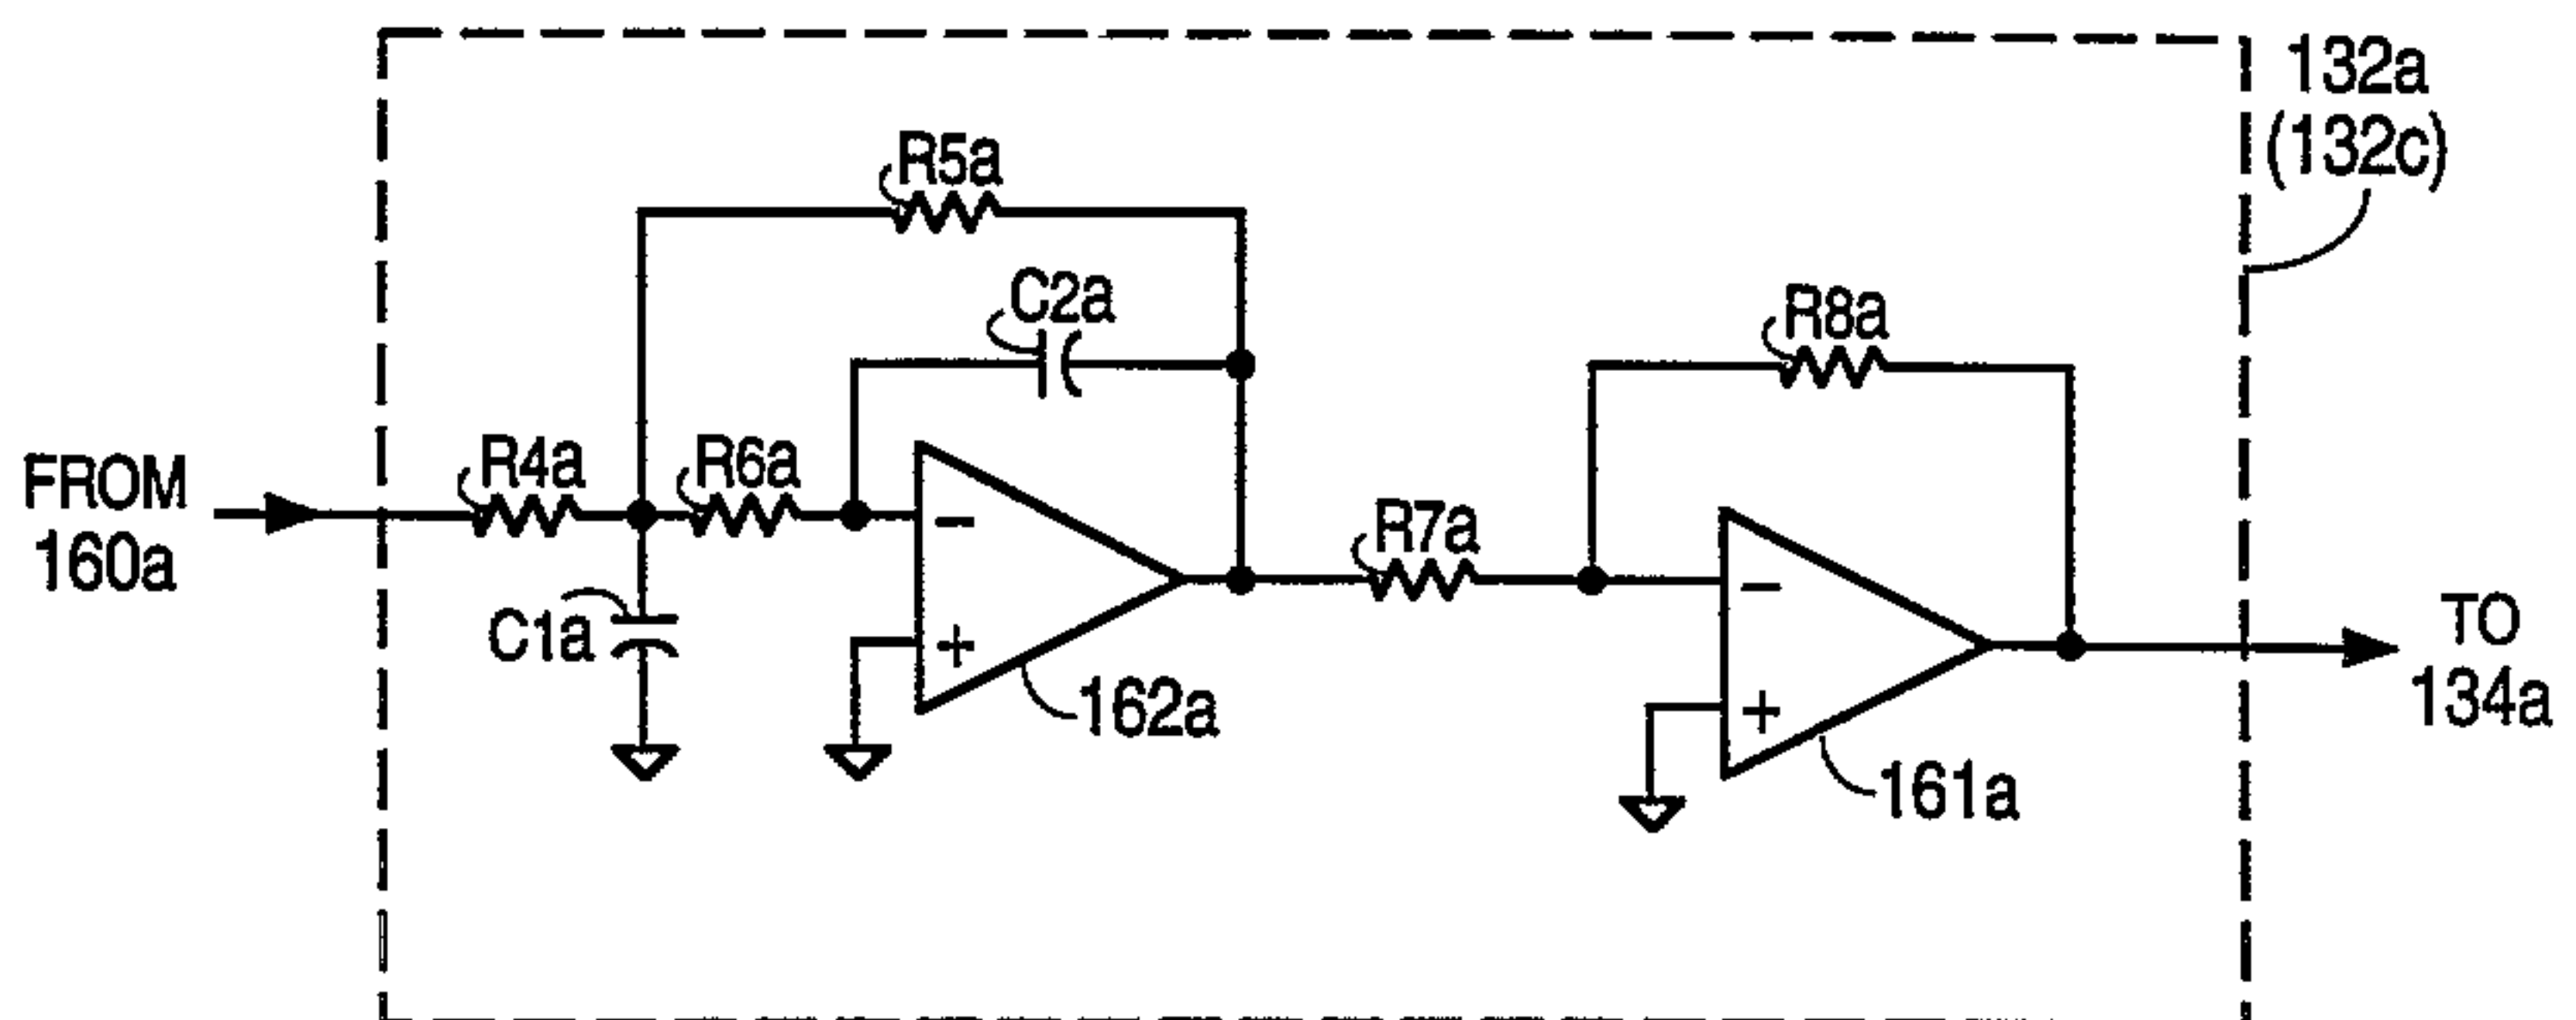 132a
(132c)
R5a
C2a
R8a
R4a
R6a
R7a
FROM
160a
C1a
−
+
162a
−
+
161a
TO
134a